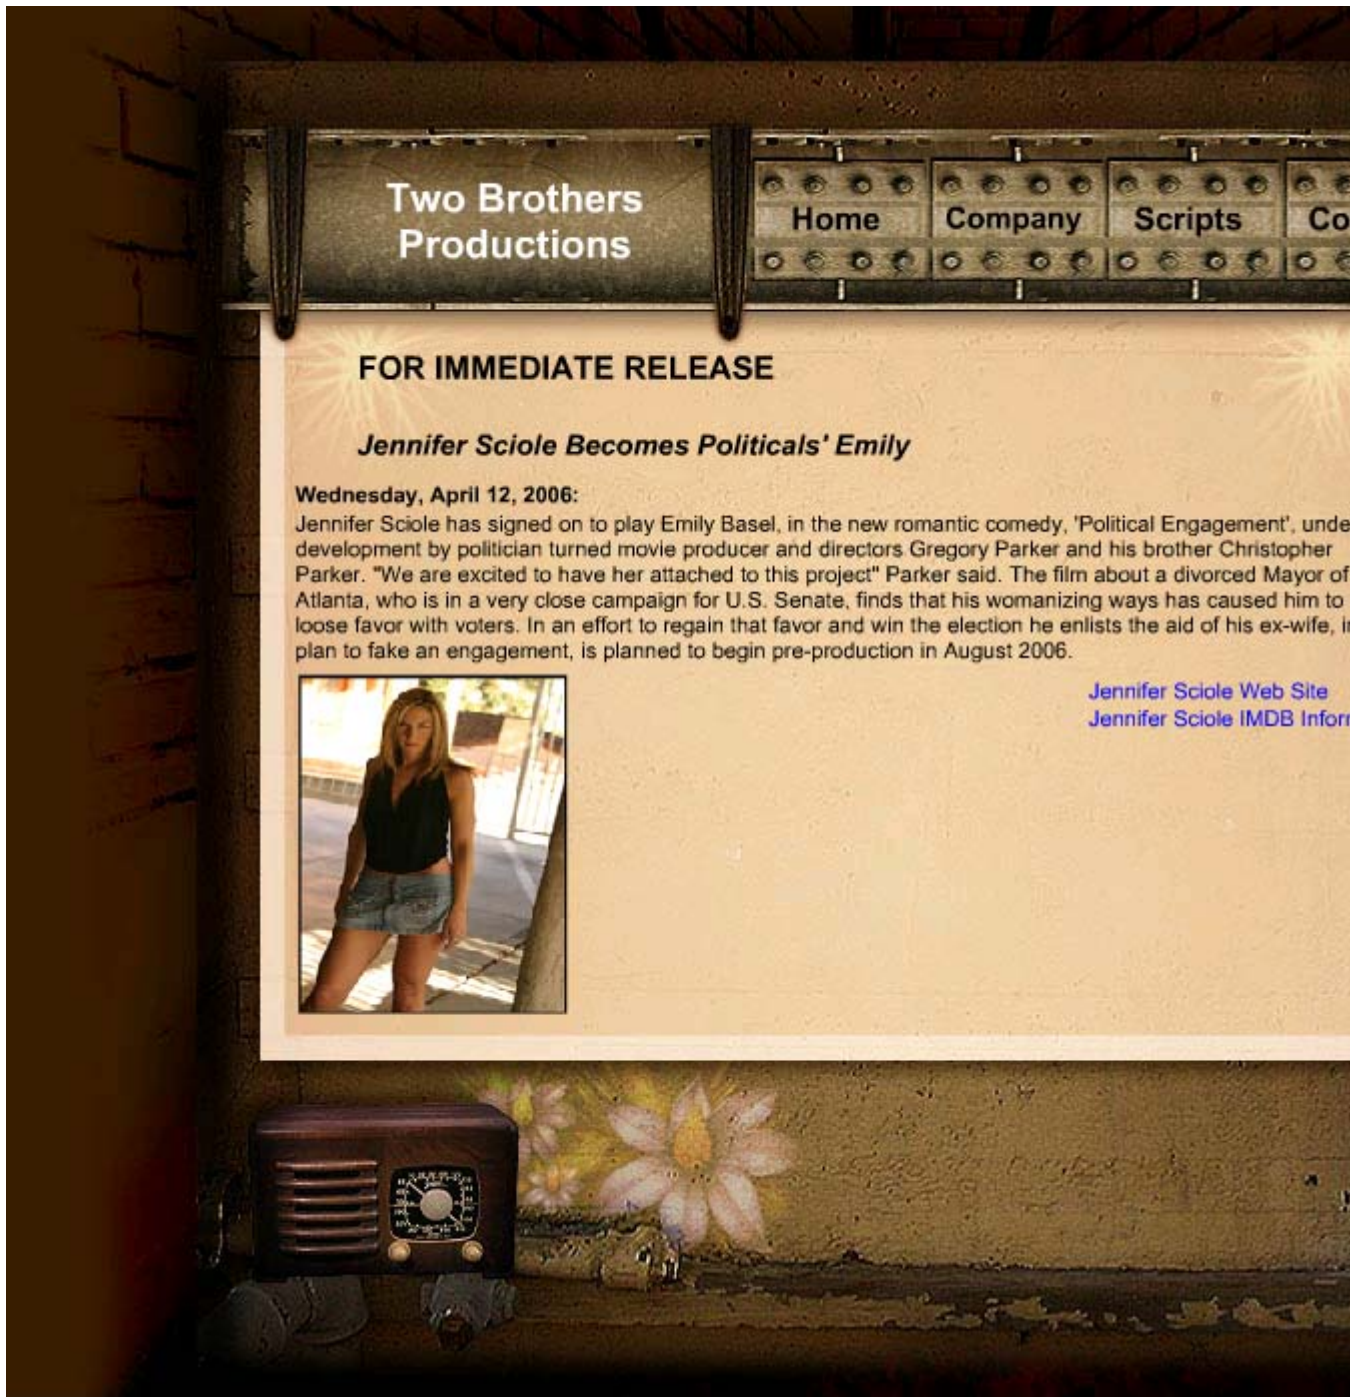 Two Brothers
Productions
Home
Company
Scripts
Co
FOR IMMEDIATE RELEASE
Jennifer Sciole Becomes Politicals' Emily
Wednesday, April 12, 2006:
Jennifer Sciole has signed on to play Emily Basel, in the new romantic comedy, 'Political Engagement', unde
development by politician turned movie producer and directors Gregory Parker and his brother Christopher
Parker. "We are excited to have her attached to this project" Parker said. The film about a divorced Mayor of
Atlanta, who is in a very close campaign for U.S. Senate, finds that his womanizing ways has caused him to
loose favor with voters. In an effort to regain that favor and win the election he enlists the aid of his ex-wife, i
plan to fake an engagement, is planned to begin pre-production in August 2006.
Jennifer Sciole Web Site
Jennifer Sciole IMDB Infor